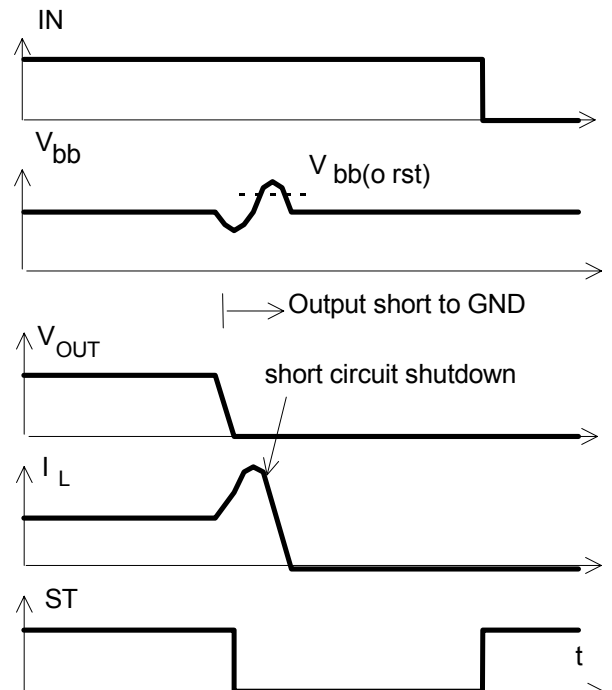 IN
V bb
V bb(o rst)
Output short to GND
V OUT
short circuit shutdown
I L
ST
t